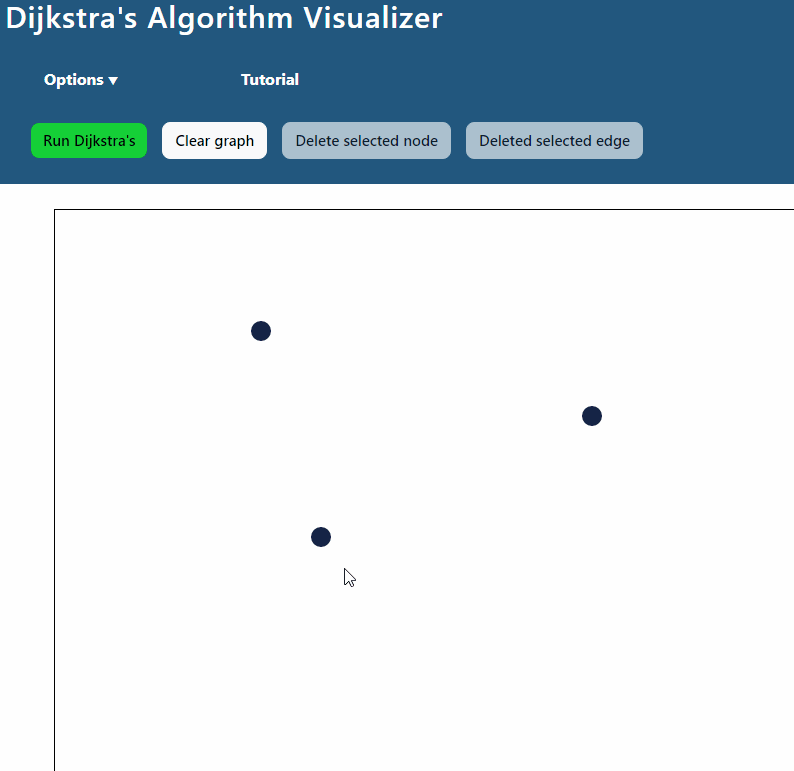 Dijkstra's Algorithm Visualizer
Options ▼ Tutorial
Run Dijkstra's Clear graph Delete selected node Deleted selected edge